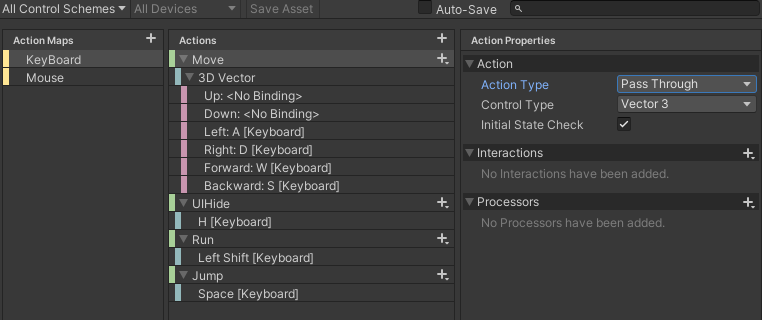 All Control Schemes All Devices Save Asset Auto-Save
Action Maps
KeyBoard
Mouse
Actions
Move
3D Vector
Up: <No Binding>
Down: <No Binding>
Left: A [Keyboard]
Right: D [Keyboard]
Forward: W [Keyboard]
Backward: S [Keyboard]
UIHide
H [Keyboard]
Run
Left Shift [Keyboard]
Jump
Space [Keyboard]
Action Properties
Action
Action Type Pass Through
Control Type Vector 3
Initial State Check
Interactions
No Interactions have been added.
Processors
No Processors have been added.